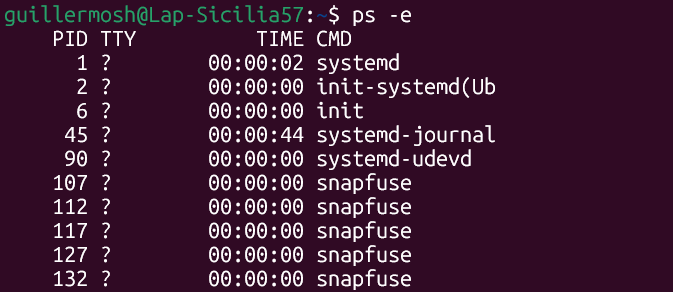 guillermosh@Lap-Sicilia57:~$ ps -e
    PID TTY          TIME CMD
      1 ?        00:00:02 systemd
      2 ?        00:00:00 init-systemd(Ub
      6 ?        00:00:00 init
     45 ?        00:00:44 systemd-journal
     90 ?        00:00:00 systemd-udevd
    107 ?        00:00:00 snapfuse
    112 ?        00:00:00 snapfuse
    117 ?        00:00:00 snapfuse
    127 ?        00:00:00 snapfuse
    132 ?        00:00:00 snapfuse